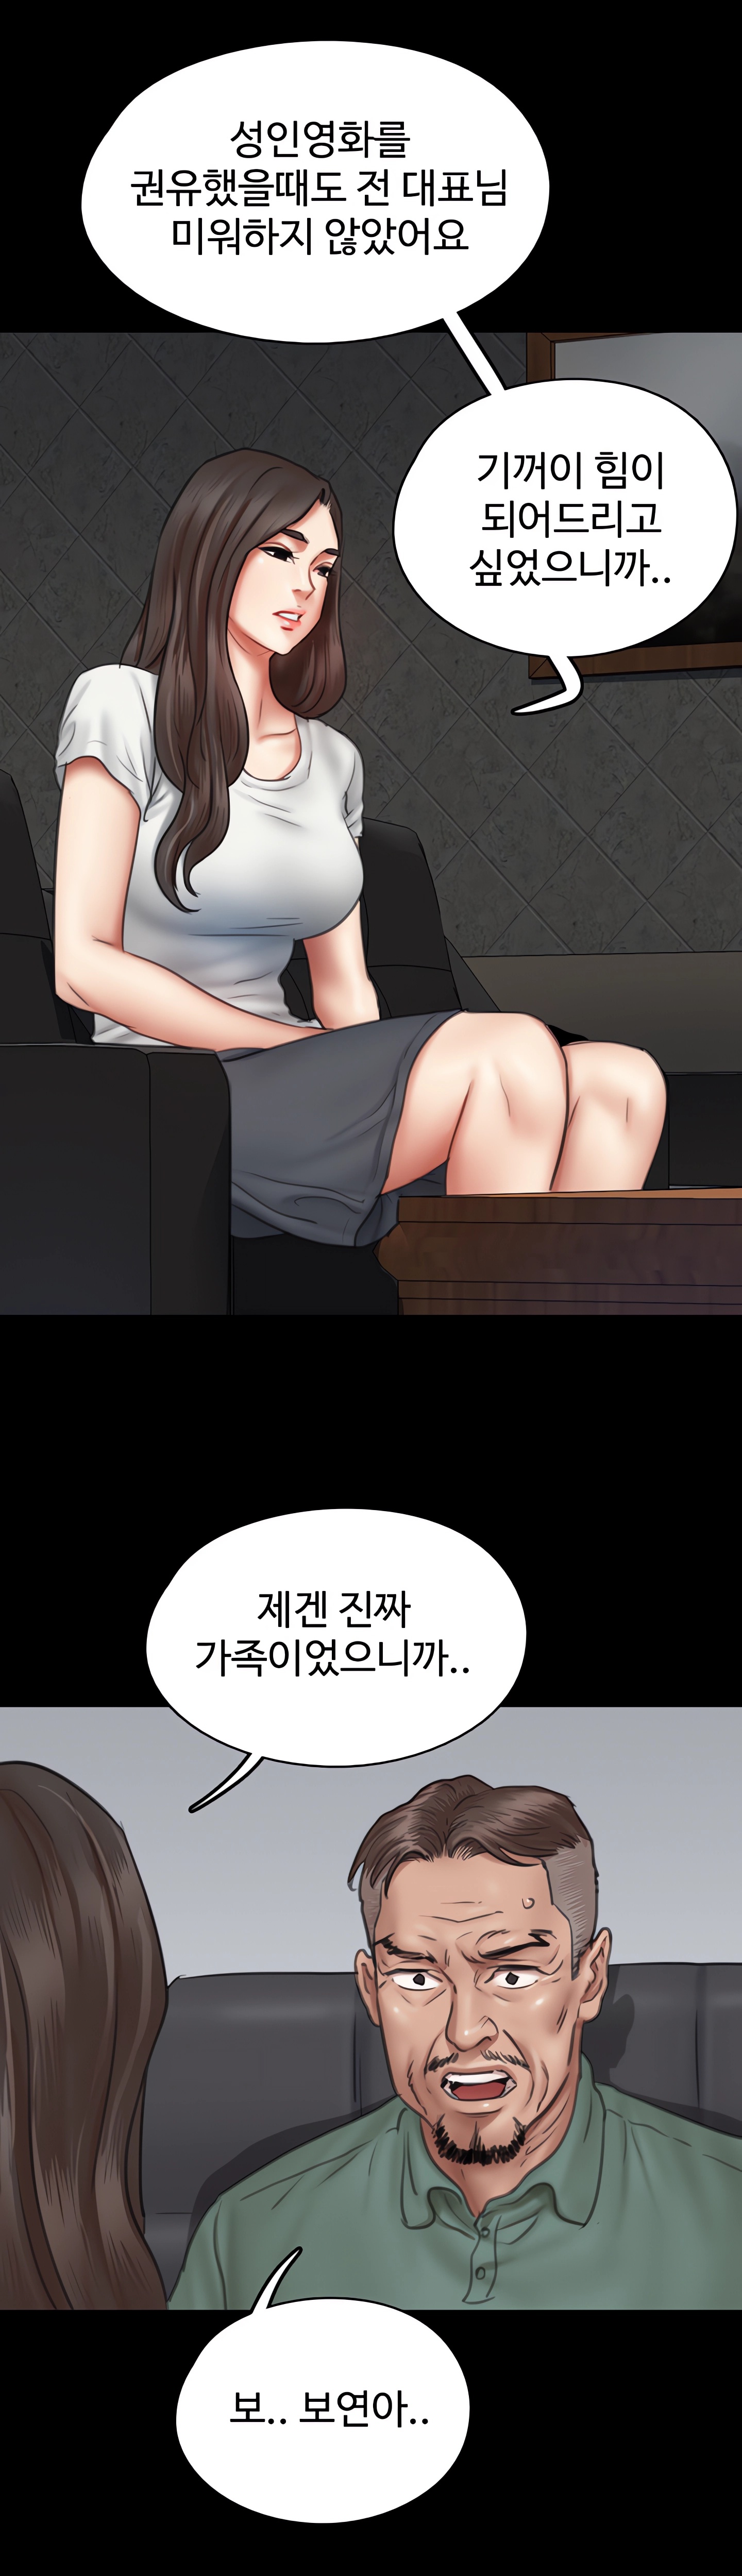 성인영화를
권유했을때도 전 대표님
미워하지 않았어요
기꺼이 힘이
되어드리고
싶었으니까..
제겐 진짜
가족이었으니까..
보.. 보연아..